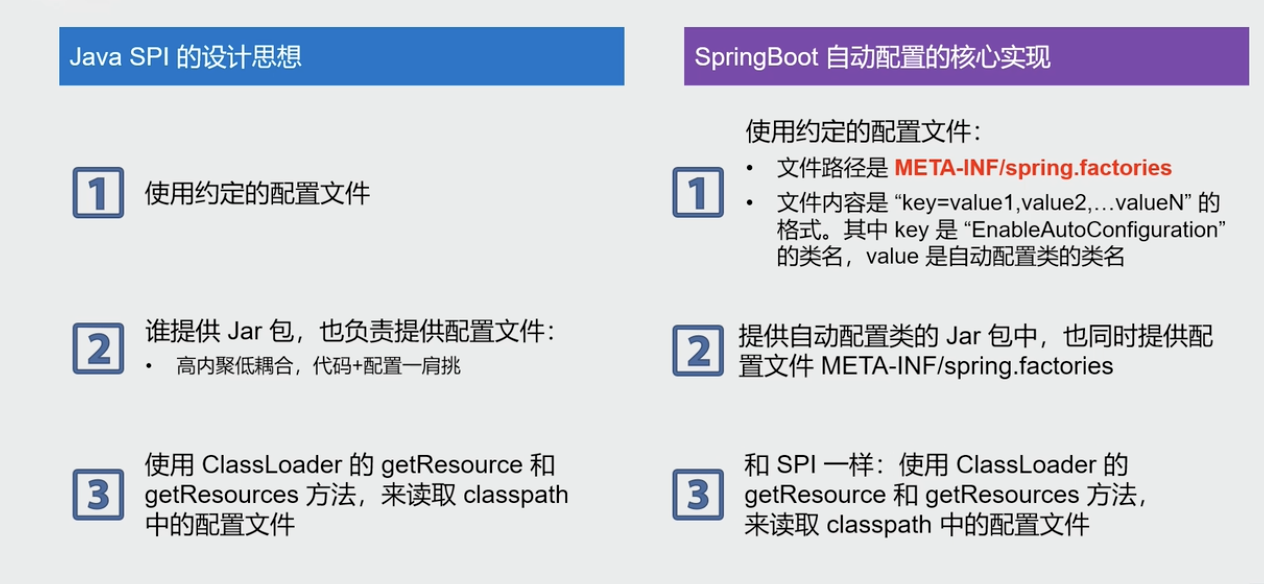 Java SPI 的设计思想
1
使用约定的配置文件
2
谁提供 Jar 包，也负责提供配置文件：
• 高内聚低耦合，代码+配置一肩挑
3
使用 ClassLoader 的 getResource 和
getResources 方法，来读取 classpath
中的配置文件
SpringBoot 自动配置的核心实现
1
使用约定的配置文件：
• 文件路径是 META-INF/spring.factories
• 文件内容是 “key=value1,value2,…valueN” 的
格式。其中 key 是 “EnableAutoConfiguration”
的类名，value 是自动配置类的类名
2
提供自动配置类的 Jar 包中，也同时提供配
置文件 META-INF/spring.factories
3
和 SPI 一样：使用 ClassLoader 的
getResource 和 getResources 方法，
来读取 classpath 中的配置文件